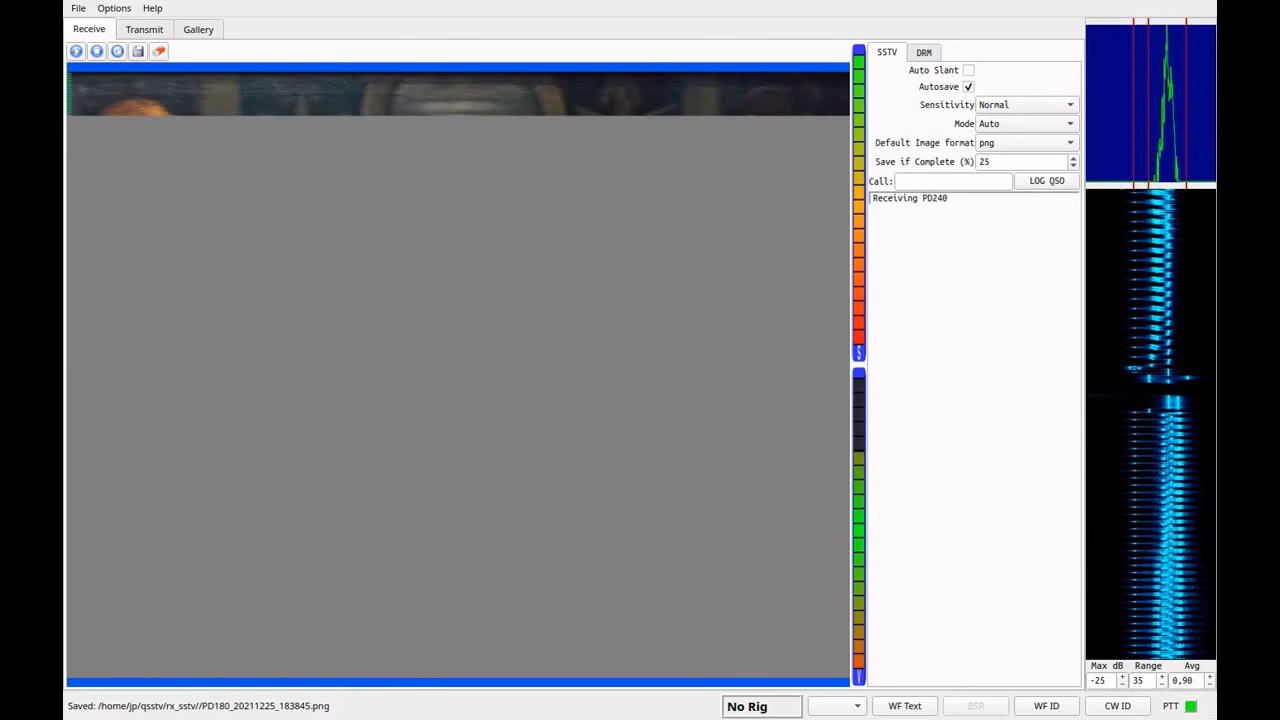 File Options Help
Receive Transmit Gallery
SSTV DRM
Auto Slant
Autosave
Sensitivity Normal
Mode Auto
Default Image format png
Save if Complete (%) 25
Call: LOG QSO
Receiving PD240
S
V
Max dB Range Avg
-25 35 0,90
Saved: /home/jp/qsstv/rx_sstv//PD180_20211225_183845.png No Rig WF Text BSR WF ID CW ID PTT